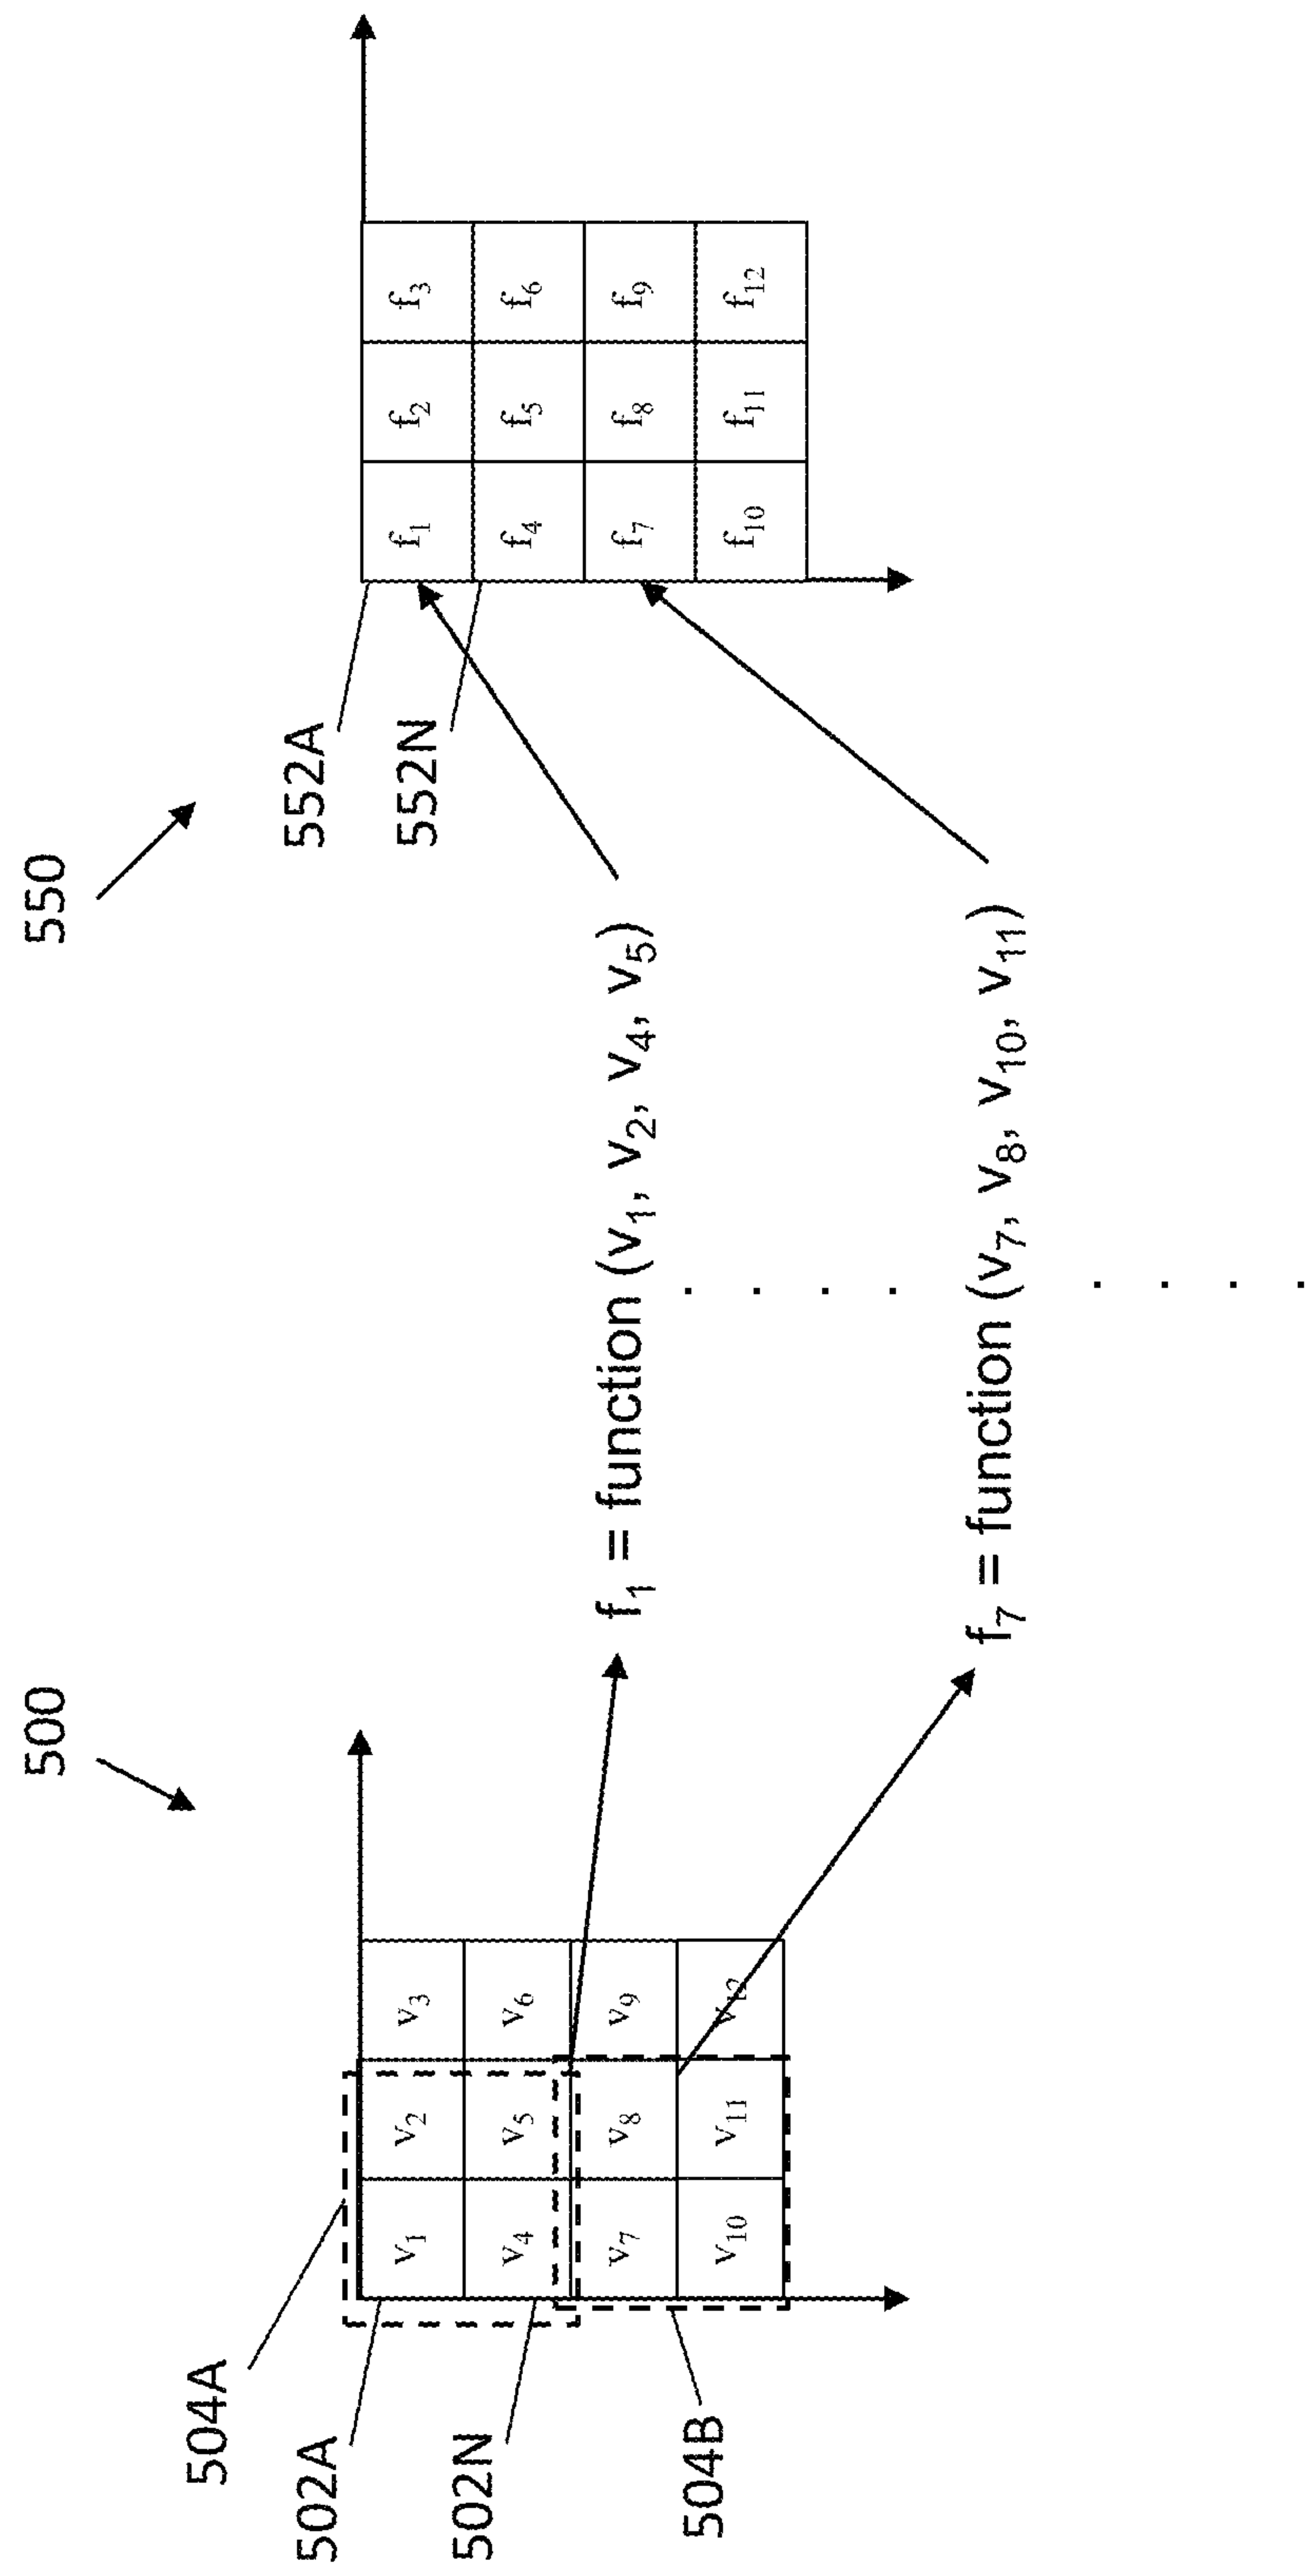 500
550
504A
502A
502N
504B
v₁ v₂ v₃
v₄ v₅ v₆
v₇ v₈ v₉
v₁₀ v₁₁ v₁₂
f₁ = function (v₁, v₂, v₄, v₅)
. . . .
f₇ = function (v₇, v₈, v₁₀, v₁₁)
. . . .
552A
552N
f₁ f₂ f₃
f₄ f₅ f₆
f₇ f₈ f₉
f₁₀ f₁₁ f₁₂